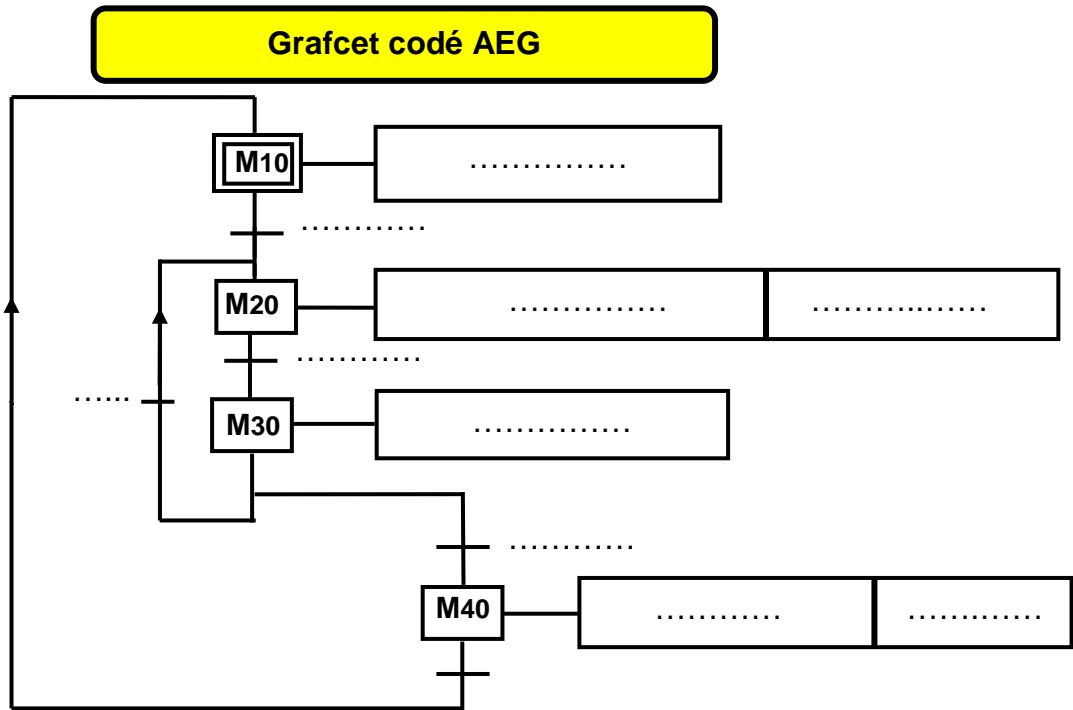 Grafcet codé AEG
M10 ……………
…………
M20 …………… ………..…….
…………
…...
M30 ……………
…………
M40 ………… ….……….